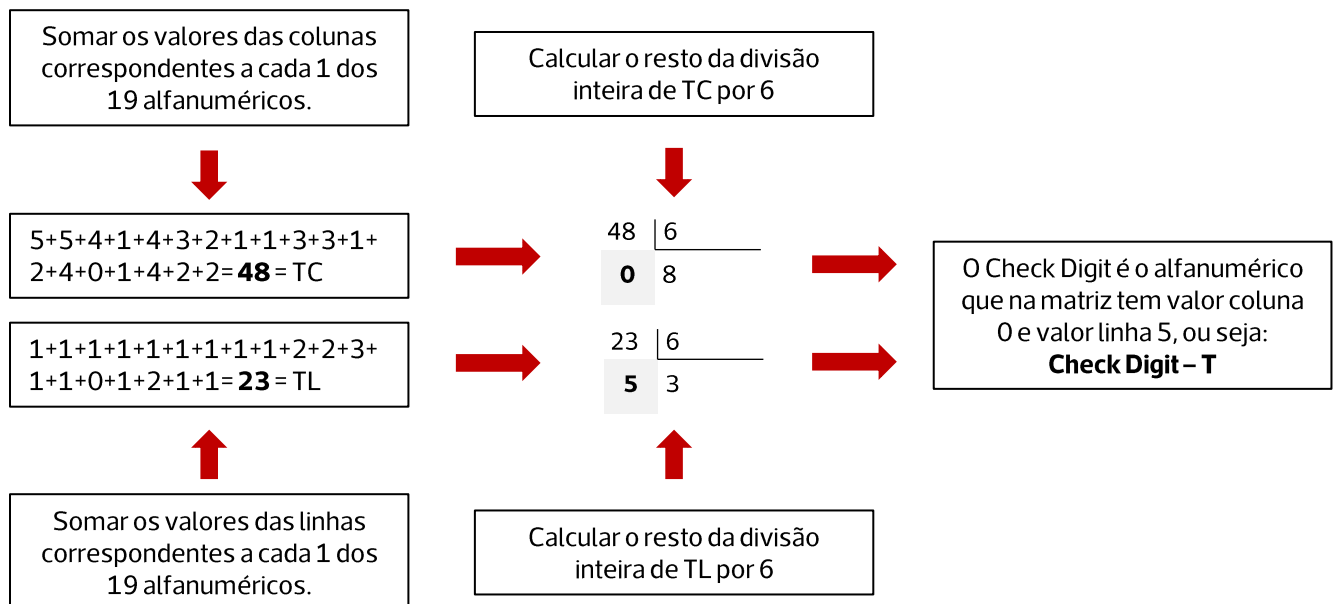 Somar os valores das colunas
correspondentes a cada 1 dos
19 alfanuméricos.
Calcular o resto da divisão
inteira de TC por 6
5+5+4+1+4+3+2+1+1+3+3+1+
2+4+0+1+4+2+2= 48 = TC
48 6
0 8
1+1+1+1+1+1+1+1+1+2+2+3+
1+1+0+1+2+1+1= 23 = TL
23 6
5 3
O Check Digit é o alfanumérico
que na matriz tem valor coluna
0 e valor linha 5, ou seja:
Check Digit – T
Somar os valores das linhas
correspondentes a cada 1 dos
19 alfanuméricos.
Calcular o resto da divisão
inteira de TL por 6